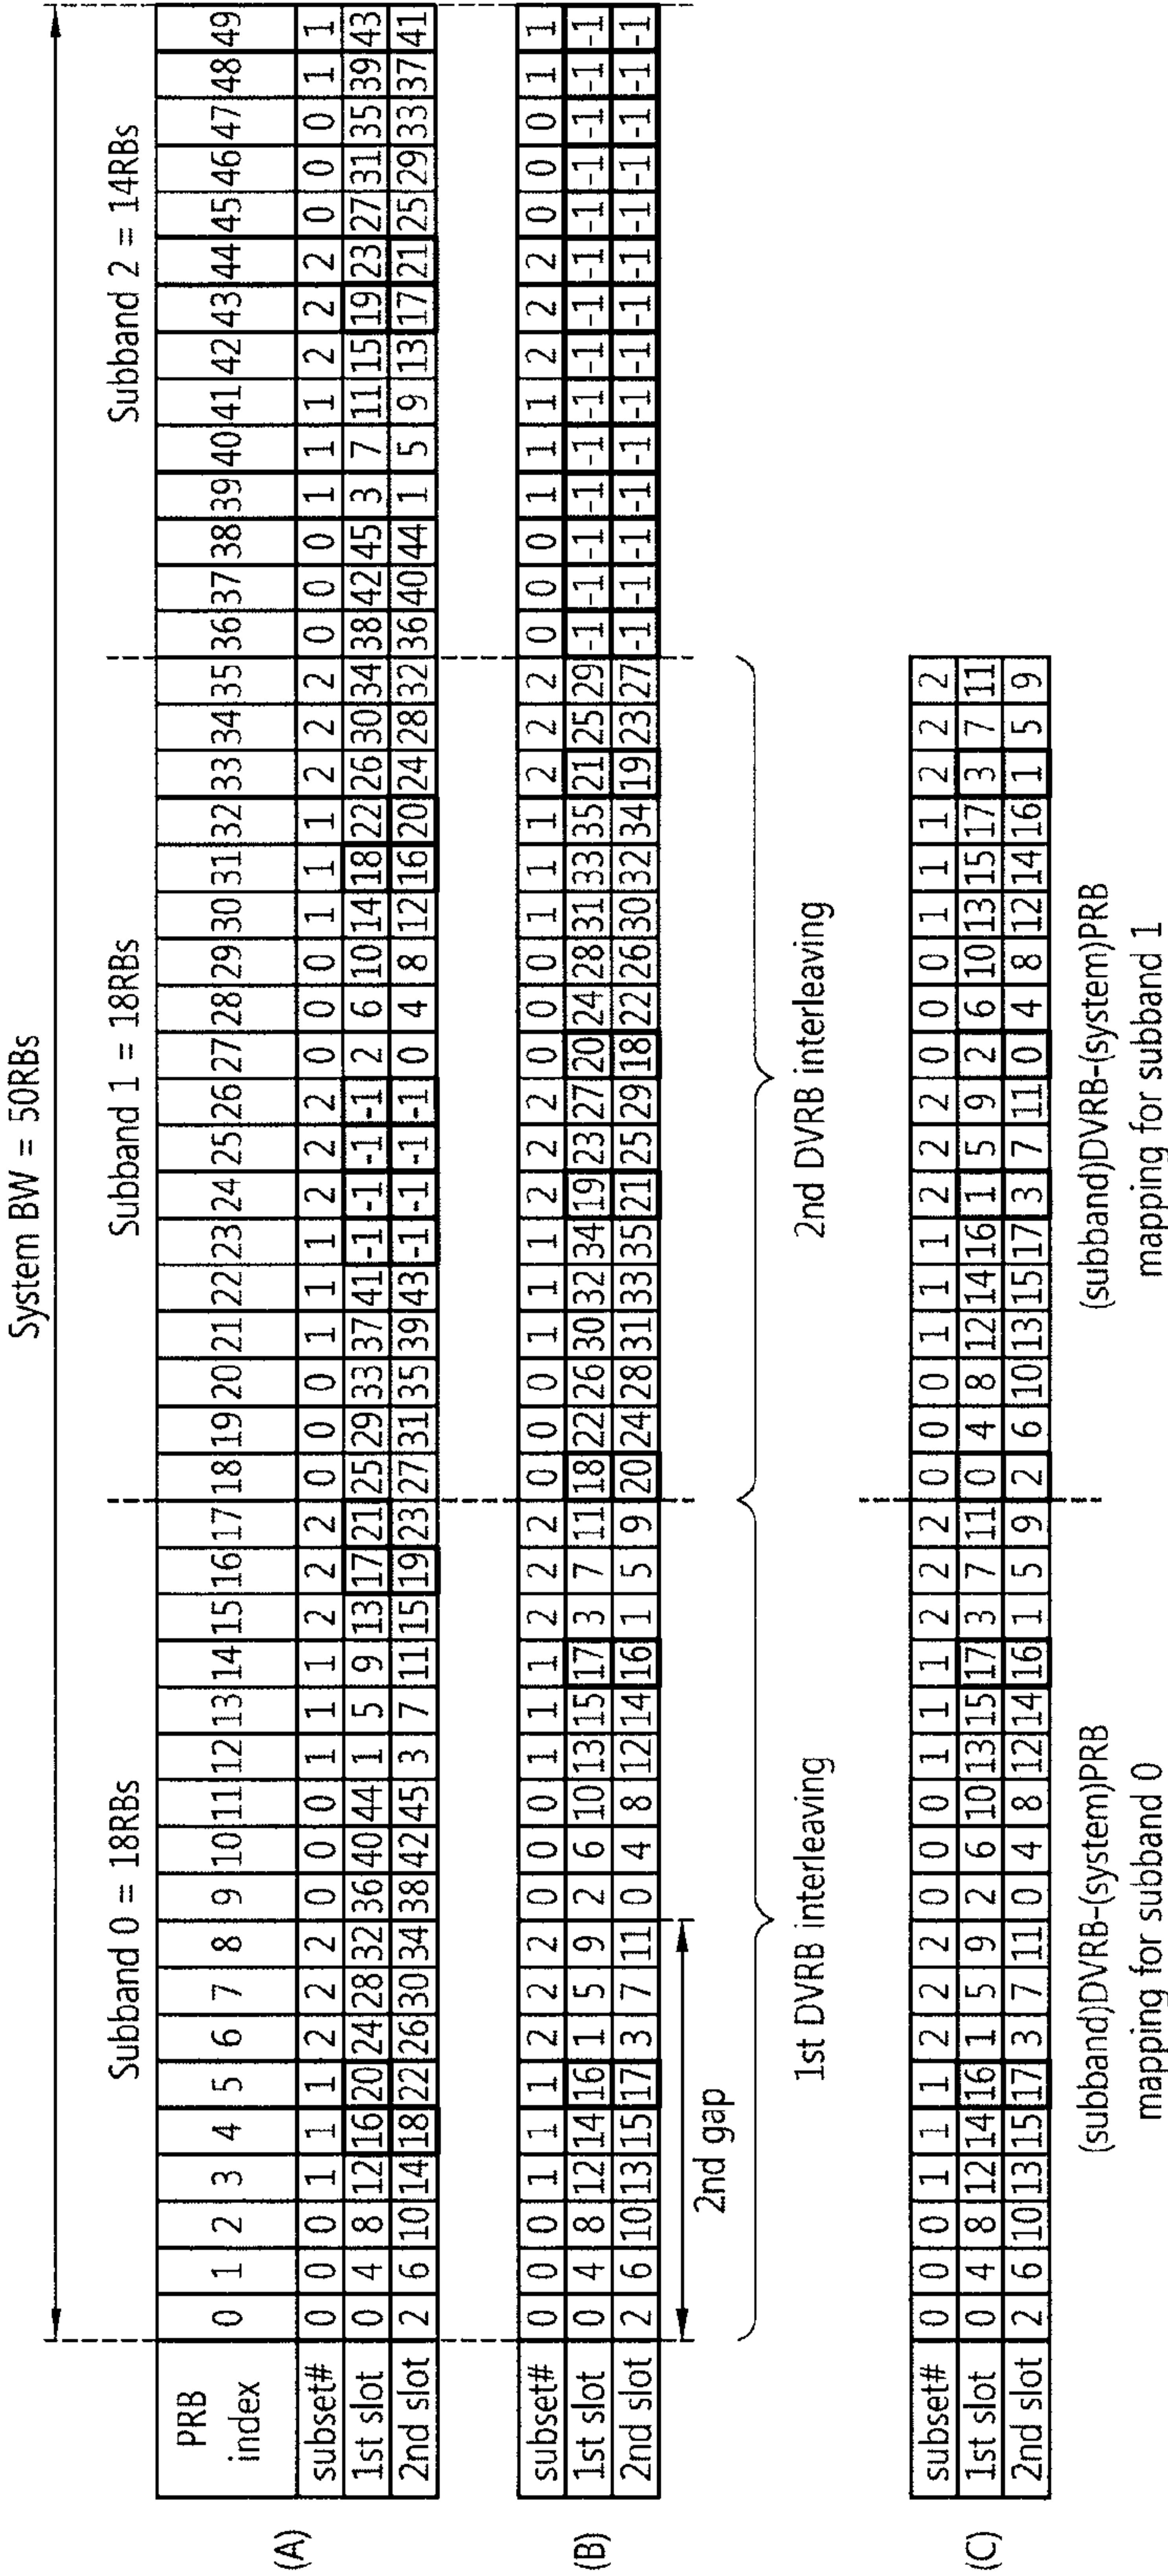 System BW = 50RBs
Subband 0 = 18RBs Subband 1 = 18RBs Subband 2 = 14RBs
(A)
PRB index 0 1 2 3 4 5 6 7 8 9 10 11 12 13 14 15 16 17 18 19 20 21 22 23 24 25 26 27 28 29 30 31 32 33 34 35 36 37 38 39 40 41 42 43 44 45 46 47 48 49
subset# 0 0 0 1 1 1 2 2 2 0 0 0 1 1 1 2 2 2 0 0 0 1 1 1 2 2 2 0 0 0 1 1 1 2 2 2 0 0 0 1 1 1 2 2 2 0 0 0 1 1
1st slot 0 4 8 12 16 20 24 28 32 36 40 44 1 5 9 13 17 21 25 29 33 37 41 -1 -1 -1 -1 2 6 10 14 18 22 26 30 34 38 42 45 3 7 11 15 19 23 27 31 35 39 43
2nd slot 2 6 10 14 18 22 26 30 34 38 42 45 3 7 11 15 19 23 27 31 35 39 43 -1 -1 -1 -1 0 4 8 12 16 20 24 28 32 36 40 44 1 5 9 13 17 21 25 29 33 37 41
(B)
subset# 0 0 0 1 1 1 2 2 2 0 0 0 1 1 1 2 2 2 0 0 0 1 1 1 2 2 2 0 0 0 1 1 1 2 2 2 0 0 0 1 1 1 2 2 2 0 0 0 1 1
1st slot 0 4 8 12 14 16 1 5 9 2 6 10 13 15 17 3 7 11 18 22 26 30 32 34 19 23 27 20 24 28 31 33 35 21 25 29 -1 -1 -1 -1 -1 -1 -1 -1 -1 -1 -1 -1 -1 -1
2nd slot 2 6 10 13 15 17 3 7 11 0 4 8 12 14 16 1 5 9 20 24 28 31 33 35 21 25 29 18 22 26 30 32 34 19 23 27 -1 -1 -1 -1 -1 -1 -1 -1 -1 -1 -1 -1 -1 -1
2nd gap
1st DVRB interleaving 2nd DVRB interleaving
(C)
subset# 0 0 0 1 1 1 2 2 2 0 0 0 1 1 1 2 2 2 0 0 0 1 1 1 2 2 2 0 0 0 1 1 1 2 2 2
1st slot 0 4 8 12 14 16 1 5 9 2 6 10 13 15 17 3 7 11 0 4 8 12 14 16 1 5 9 2 6 10 13 15 17 3 7 11
2nd slot 2 6 10 13 15 17 3 7 11 0 4 8 12 14 16 1 5 9 2 6 10 13 15 17 3 7 11 0 4 8 12 14 16 1 5 9
(subband)DVRB-(system)PRB
mapping for subband 0
(subband)DVRB-(system)PRB
mapping for subband 1